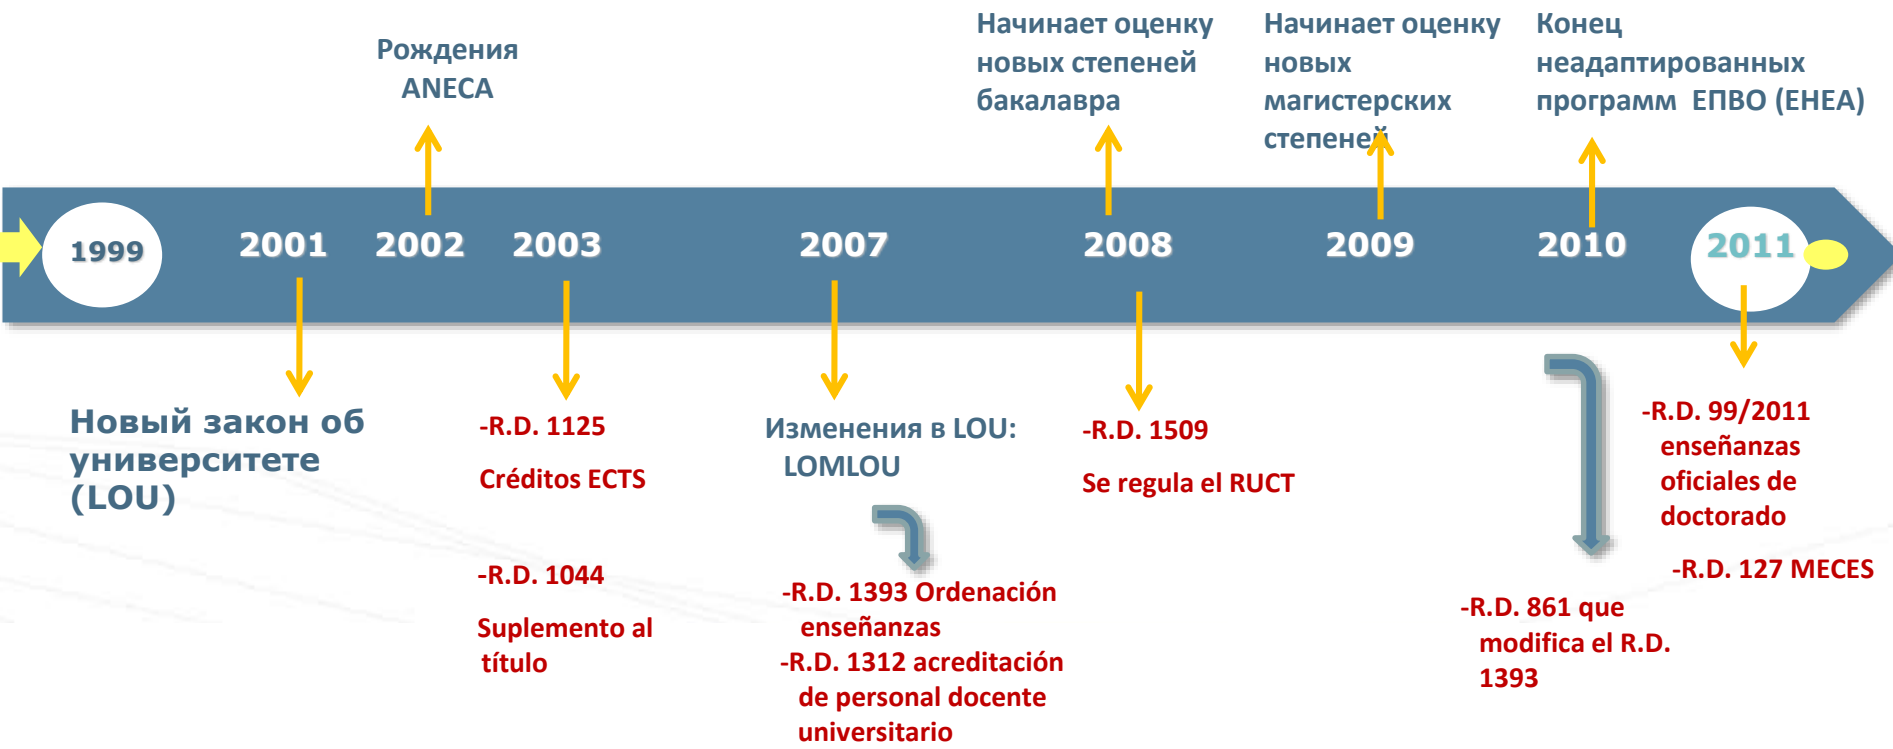 Рождения
ANECA
Начинает оценку
новых степеней
бакалавра
Начинает оценку
новых
магистерских
степеней
Конец
неадаптированных
программ ЕПВО (EHEA)
1999
2001
2002
2003
2007
2008
2009
2010
2011
Новый закон об
университете
(LOU)
-R.D. 1125
Créditos ECTS
-R.D. 1044
Suplemento al
título
Изменения в LOU:
LOMLOU
-R.D. 1393 Ordenación
enseñanzas
-R.D. 1312 acreditación
de personal docente
universitario
-R.D. 1509
Se regula el RUCT
-R.D. 861 que
modifica el R.D.
1393
-R.D. 99/2011
enseñanzas
oficiales de
doctorado
-R.D. 127 MECES